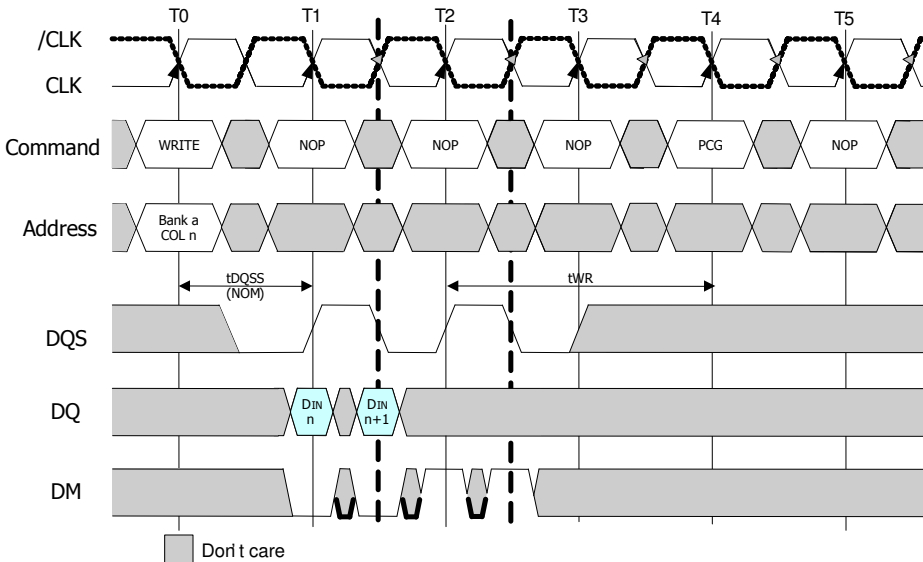 T0 T1 T2 T3 T4 T5
/CLK
CLK
Command WRITE NOP NOP NOP PCG NOP
Address Bank a
COL n
tDQSS
(NOM)
tWR
DQS
DQ DIN
n
DIN
n+1
DM
Don't care